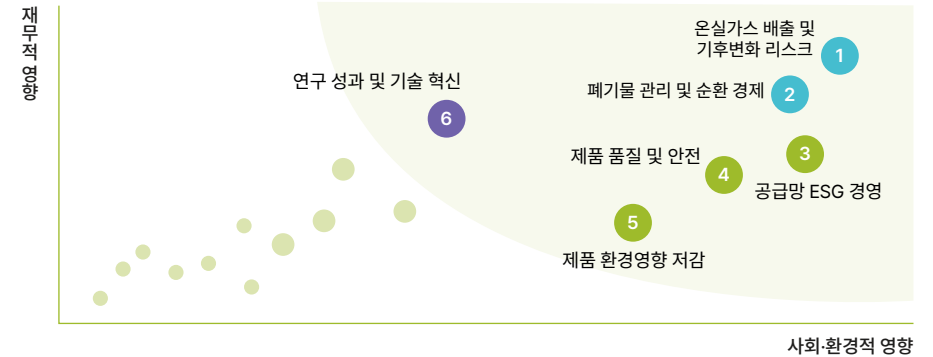 재무적 영향
온실가스 배출 및
기후변화 리스크
1
폐기물 관리 및 순환 경제
2
연구 성과 및 기술 혁신
6
3
공급망 ESG 경영
제품 품질 및 안전
4
5
제품 환경영향 저감
사회·환경적 영향